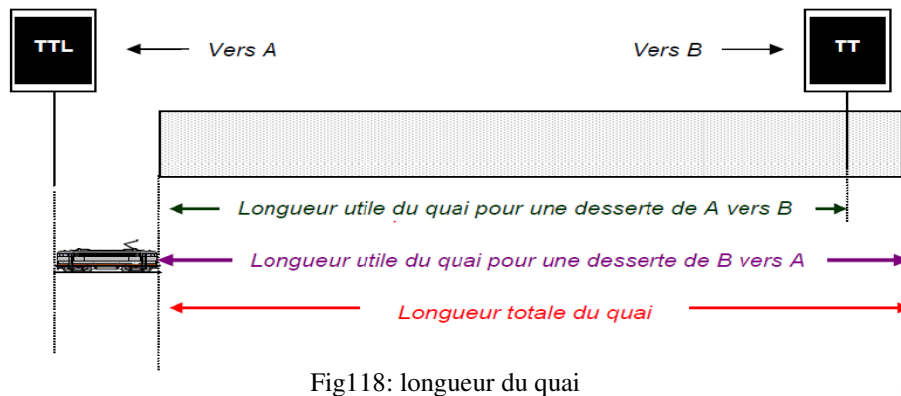 TTL
Vers A
Vers B
TT
Longueur utile du quai pour une desserte de A vers B
Longueur utile du quai pour une desserte de B vers A
Longueur totale du quai
Fig118: longueur du quai